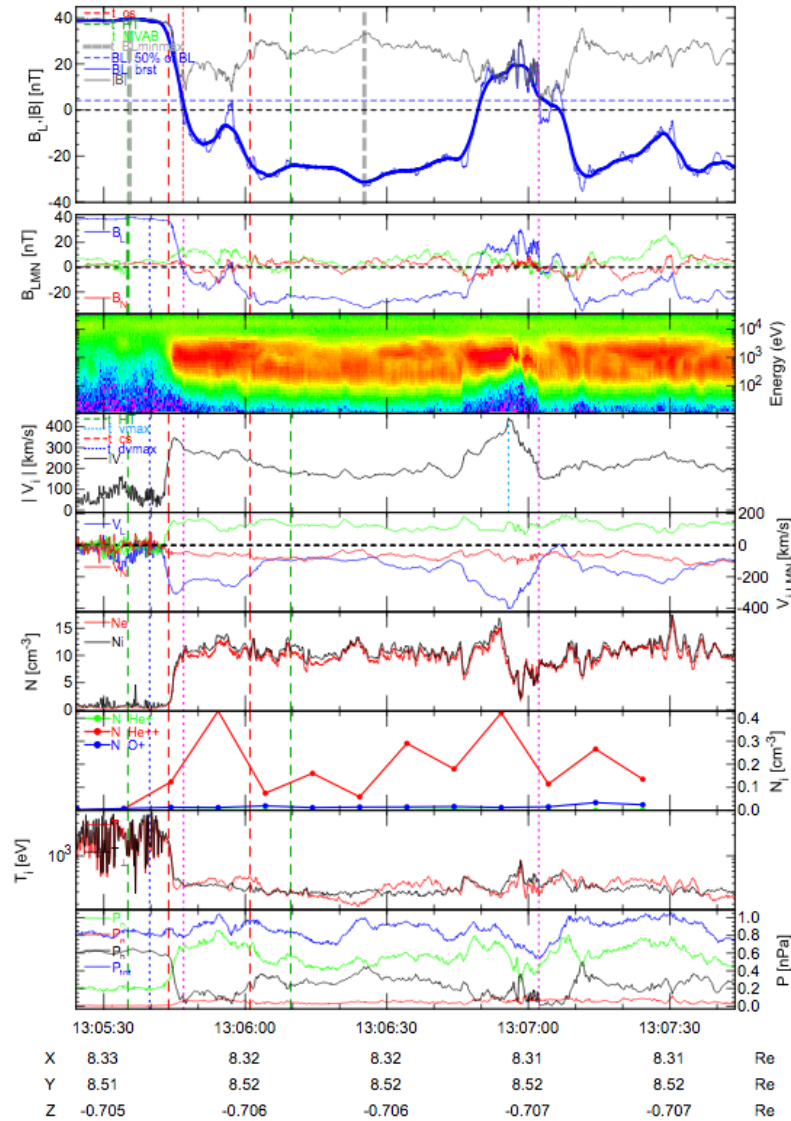 40
20
0
-20
40
B_L,|B| [nT]
t cs
t HT
t MVAB
t BLminmax
BL 50% of BL
BL brst
|B|
40
20
0
-20
B_LMN [nT]
B_L
B_N
10^4
10^3
10^2
Energy (eV)
400
300
200
100
0
| V_i | [km/s]
t HT
t vmax
t cs
t dvmax
200
0
-200
-400
V_i,LMN [km/s]
V_L
V_N
15
10
5
0
N [cm^-3]
Ne
Ni
0.4
0.3
0.2
0.1
0.0
N_i [cm^-3]
N He+
N He++
N O+
10^3
T_i [eV]
1.0
0.8
0.6
0.4
0.2
0.0
P [nPa]
13:05:30 13:06:00 13:06:30 13:07:00 13:07:30
X 8.33 8.32 8.32 8.31 8.31 Re
Y 8.51 8.52 8.52 8.52 8.52 Re
Z -0.705 -0.706 -0.706 -0.707 -0.707 Re